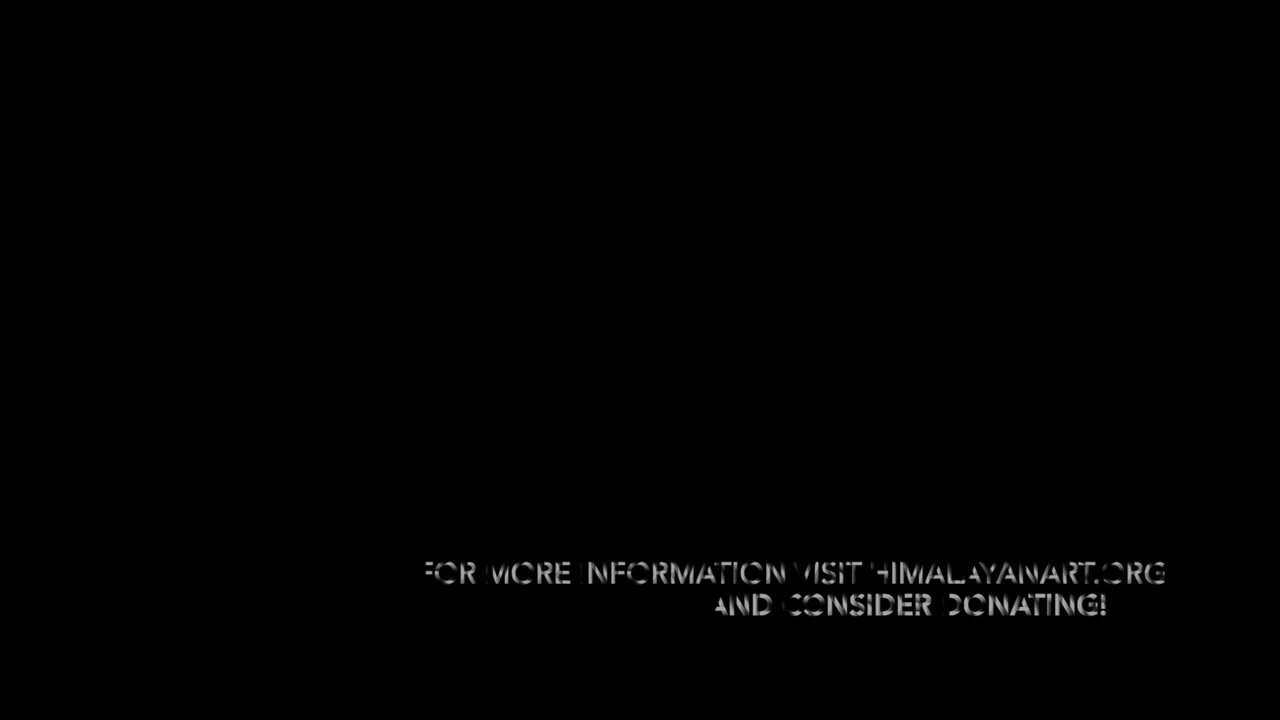 FOR MORE INFORMATION VISIT HIMALAYANART.ORG
AND CONSIDER DONATING!